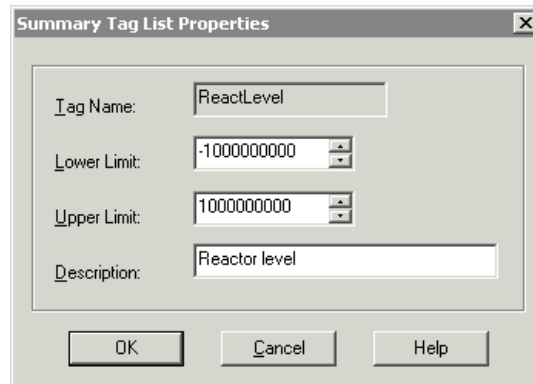 Summary Tag List Properties
Tag Name: ReactLevel
Lower Limit: -1000000000
Upper Limit: 1000000000
Description: Reactor level
OK Cancel Help